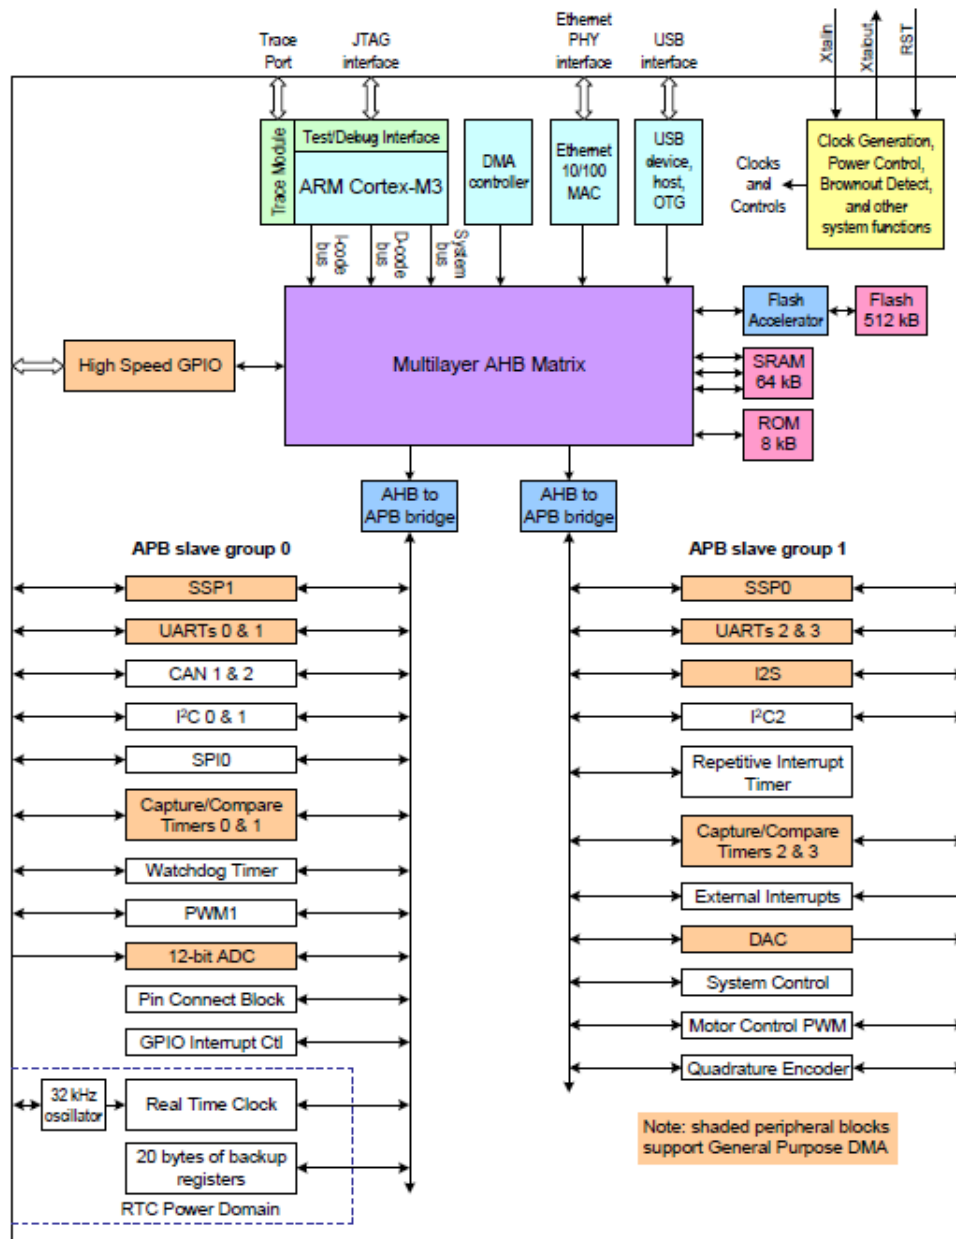 Trace
Port
JTAG
interface
Ethernet
PHY
interface
USB
interface
Xtalin
Xtalout
RST
Trace Module
Test/Debug Interface
ARM Cortex-M3
DMA
controller
Ethernet
10/100
MAC
USB
device,
host,
OTG
Clocks
and
Controls
Clock Generation,
Power Control,
Brownout Detect,
and other
system functions
I-code
bus
D-code
bus
System
bus
Multilayer AHB Matrix
High Speed GPIO
Flash
Accelerator
Flash
512 kB
SRAM
64 kB
ROM
8 kB
AHB to
APB bridge
AHB to
APB bridge
APB slave group 0
SSP1
UARTs 0 & 1
CAN 1 & 2
I²C 0 & 1
SPI0
Capture/Compare
Timers 0 & 1
Watchdog Timer
PWM1
12-bit ADC
Pin Connect Block
GPIO Interrupt Ctl
32 kHz
oscillator
Real Time Clock
20 bytes of backup
registers
RTC Power Domain
APB slave group 1
SSP0
UARTs 2 & 3
I2S
I²C2
Repetitive Interrupt
Timer
Capture/Compare
Timers 2 & 3
External Interrupts
DAC
System Control
Motor Control PWM
Quadrature Encoder
Note: shaded peripheral blocks
support General Purpose DMA